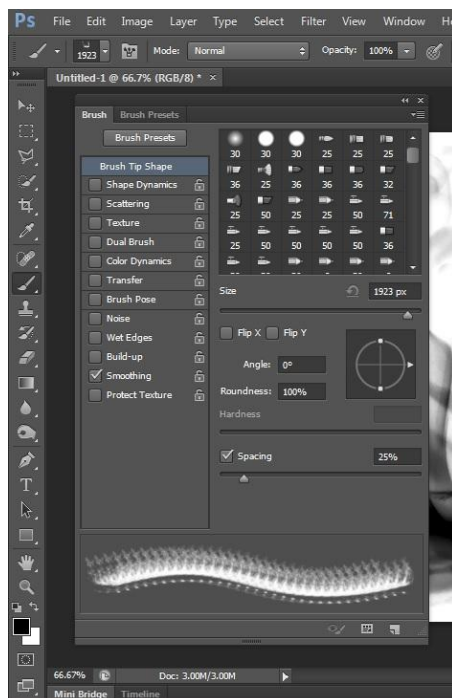 Ps File Edit Image Layer Type Select Filter View Window
1923 Mode: Normal Opacity: 100%
Untitled-1 @ 66.7% (RGB/8) * ×
Brush Brush Presets
Brush Presets
Brush Tip Shape
Shape Dynamics
Scattering
Texture
Dual Brush
Color Dynamics
Transfer
Brush Pose
Noise
Wet Edges
Build-up
Smoothing
Protect Texture
30 30 30 25 25 25
36 25 36 36 36 32
25 50 25 25 50 71
25 50 50 50 50 36
Size 1923 px
Flip X Flip Y
Angle: 0°
Roundness: 100%
Hardness
Spacing 25%
66.67% Doc: 3.00M/3.00M
Mini Bridge Timeline